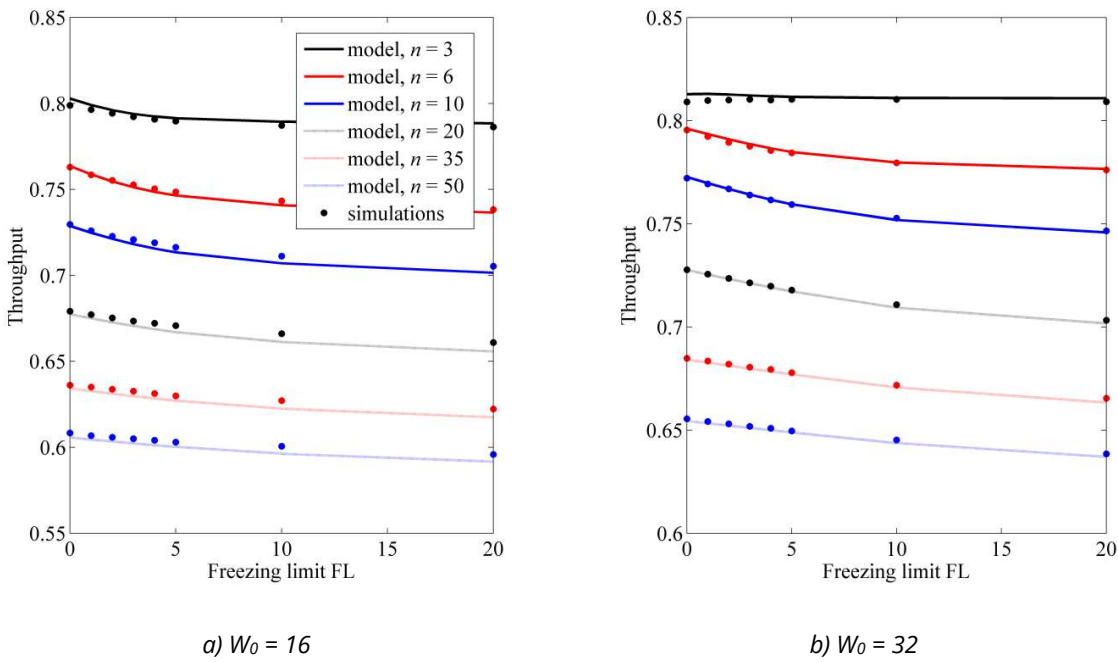 0.85
0.8
0.75
0.7
0.65
0.6
0.55
Throughput
0
5
10
15
20
Freezing limit FL
model, n = 3
model, n = 6
model, n = 10
model, n = 20
model, n = 35
model, n = 50
simulations
a) W0 = 16
0.85
0.8
0.75
0.7
0.65
0.6
Throughput
0
5
10
15
20
Freezing limit FL
b) W0 = 32